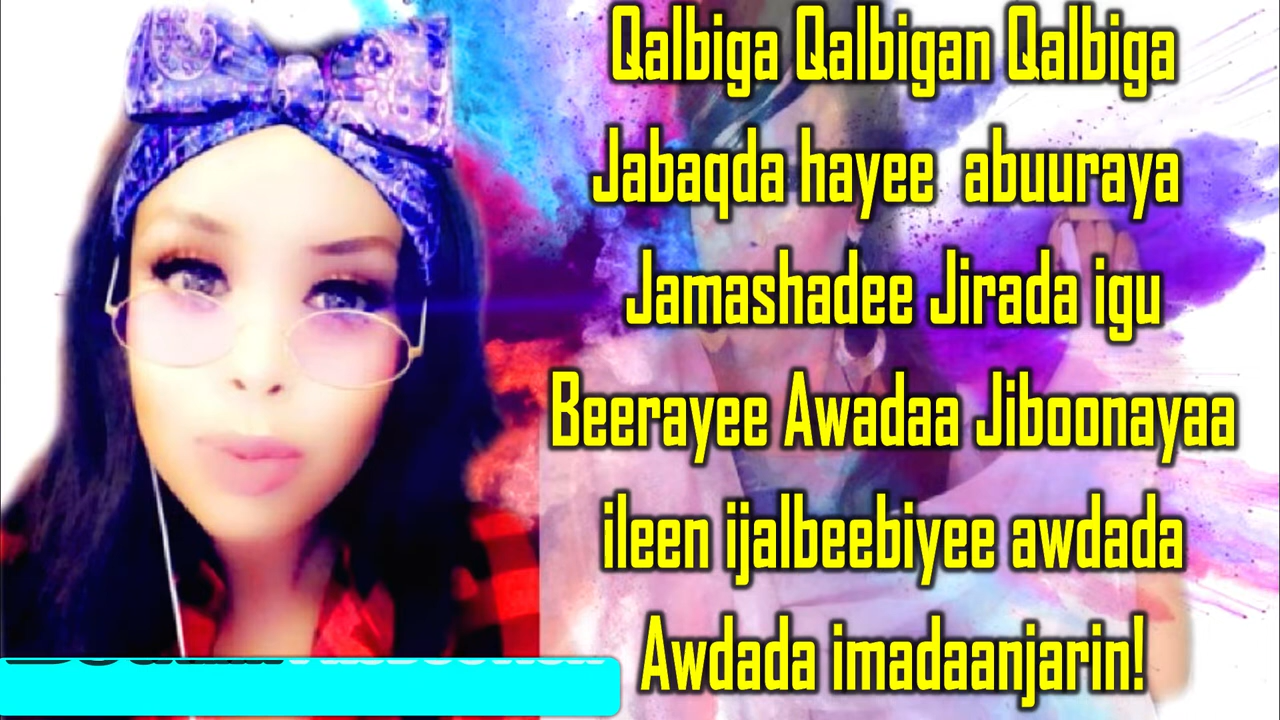 Qalbiga Qalbigan Qalbiga
Jabaqda hayee abuuraya
Jamashadee Jirada igu
Beerayee Awadaa Jiboonayaa
ileen ijalbeebiyee awdada
Awdada imadaanjarin!